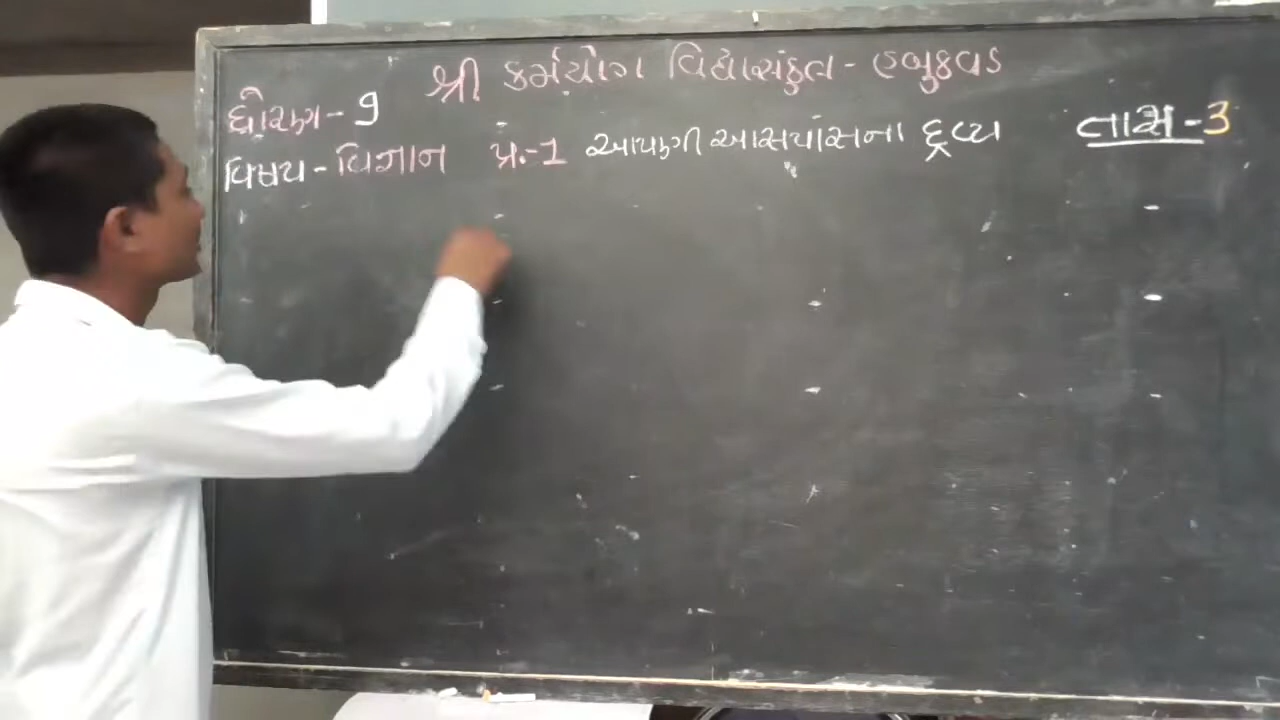 શ્રી કર્મયોગ વિદ્યાસંકુલ - હબુકવડ
ધોરણ - 9
વિષય - વિજ્ઞાન પ્ર.-1 આપણી આસપાસના દ્રવ્ય તાસ - 3